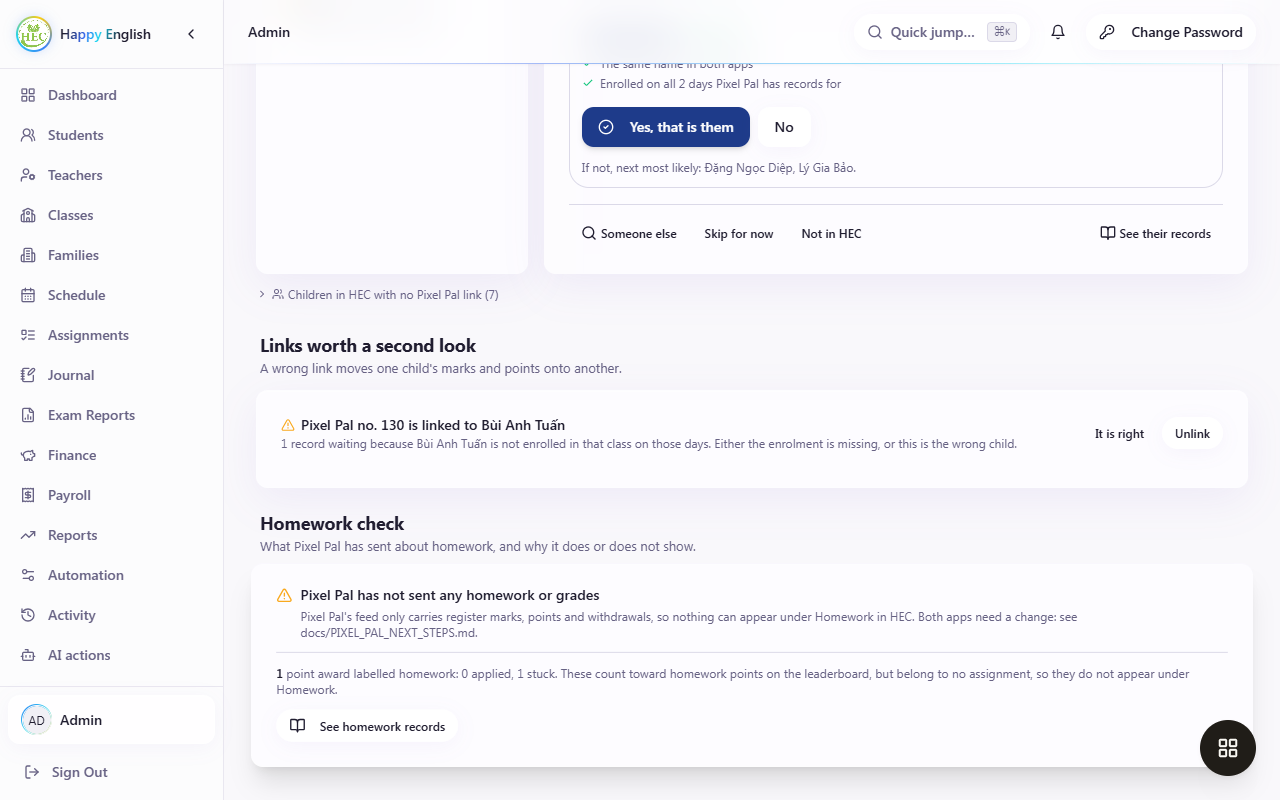 HEC
Happy English
Admin
Quick jump...
⌘K
Change Password
Dashboard
Students
Teachers
Classes
Families
Schedule
Assignments
Journal
Exam Reports
Finance
Payroll
Reports
Automation
Activity
AI actions
AD
Admin
Sign Out
The same name in both apps
Enrolled on all 2 days Pixel Pal has records for
Yes, that is them
No
If not, next most likely: Đặng Ngọc Diệp, Lý Gia Bảo.
Someone else
Skip for now
Not in HEC
See their records
Children in HEC with no Pixel Pal link (7)
Links worth a second look
A wrong link moves one child's marks and points onto another.
Pixel Pal no. 130 is linked to Bùi Anh Tuấn
1 record waiting because Bùi Anh Tuấn is not enrolled in that class on those days. Either the enrolment is missing, or this is the wrong child.
It is right
Unlink
Homework check
What Pixel Pal has sent about homework, and why it does or does not show.
Pixel Pal has not sent any homework or grades
Pixel Pal's feed only carries register marks, points and withdrawals, so nothing can appear under Homework in HEC. Both apps need a change: see
docs/PIXEL_PAL_NEXT_STEPS.md.
1 point award labelled homework: 0 applied, 1 stuck. These count toward homework points on the leaderboard, but belong to no assignment, so they do not appear under
Homework.
See homework records